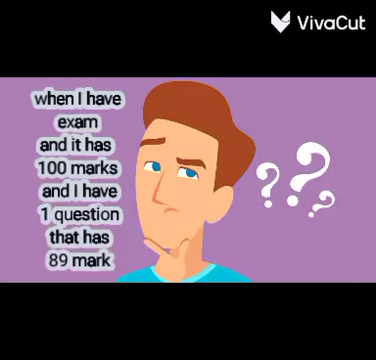 VivaCut
when I have
exam
and it has
100 marks
and I have
1 question
that has
89 mark
? ? ?